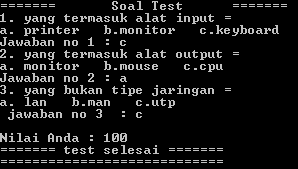 =======     Soal Test     =========
1. yang termasuk alat input =
a. printer   b.monitor   c.keyboard
Jawaban no 1 : c
2. yang termasuk alat output =
a. monitor   b.mouse   c.cpu
Jawaban no 2 : a
3. yang bukan tipe jaringan =
a. lan   b.man   c.utp
 jawaban no 3  : c
Nilai Anda : 100
======= test selesai =======
============================